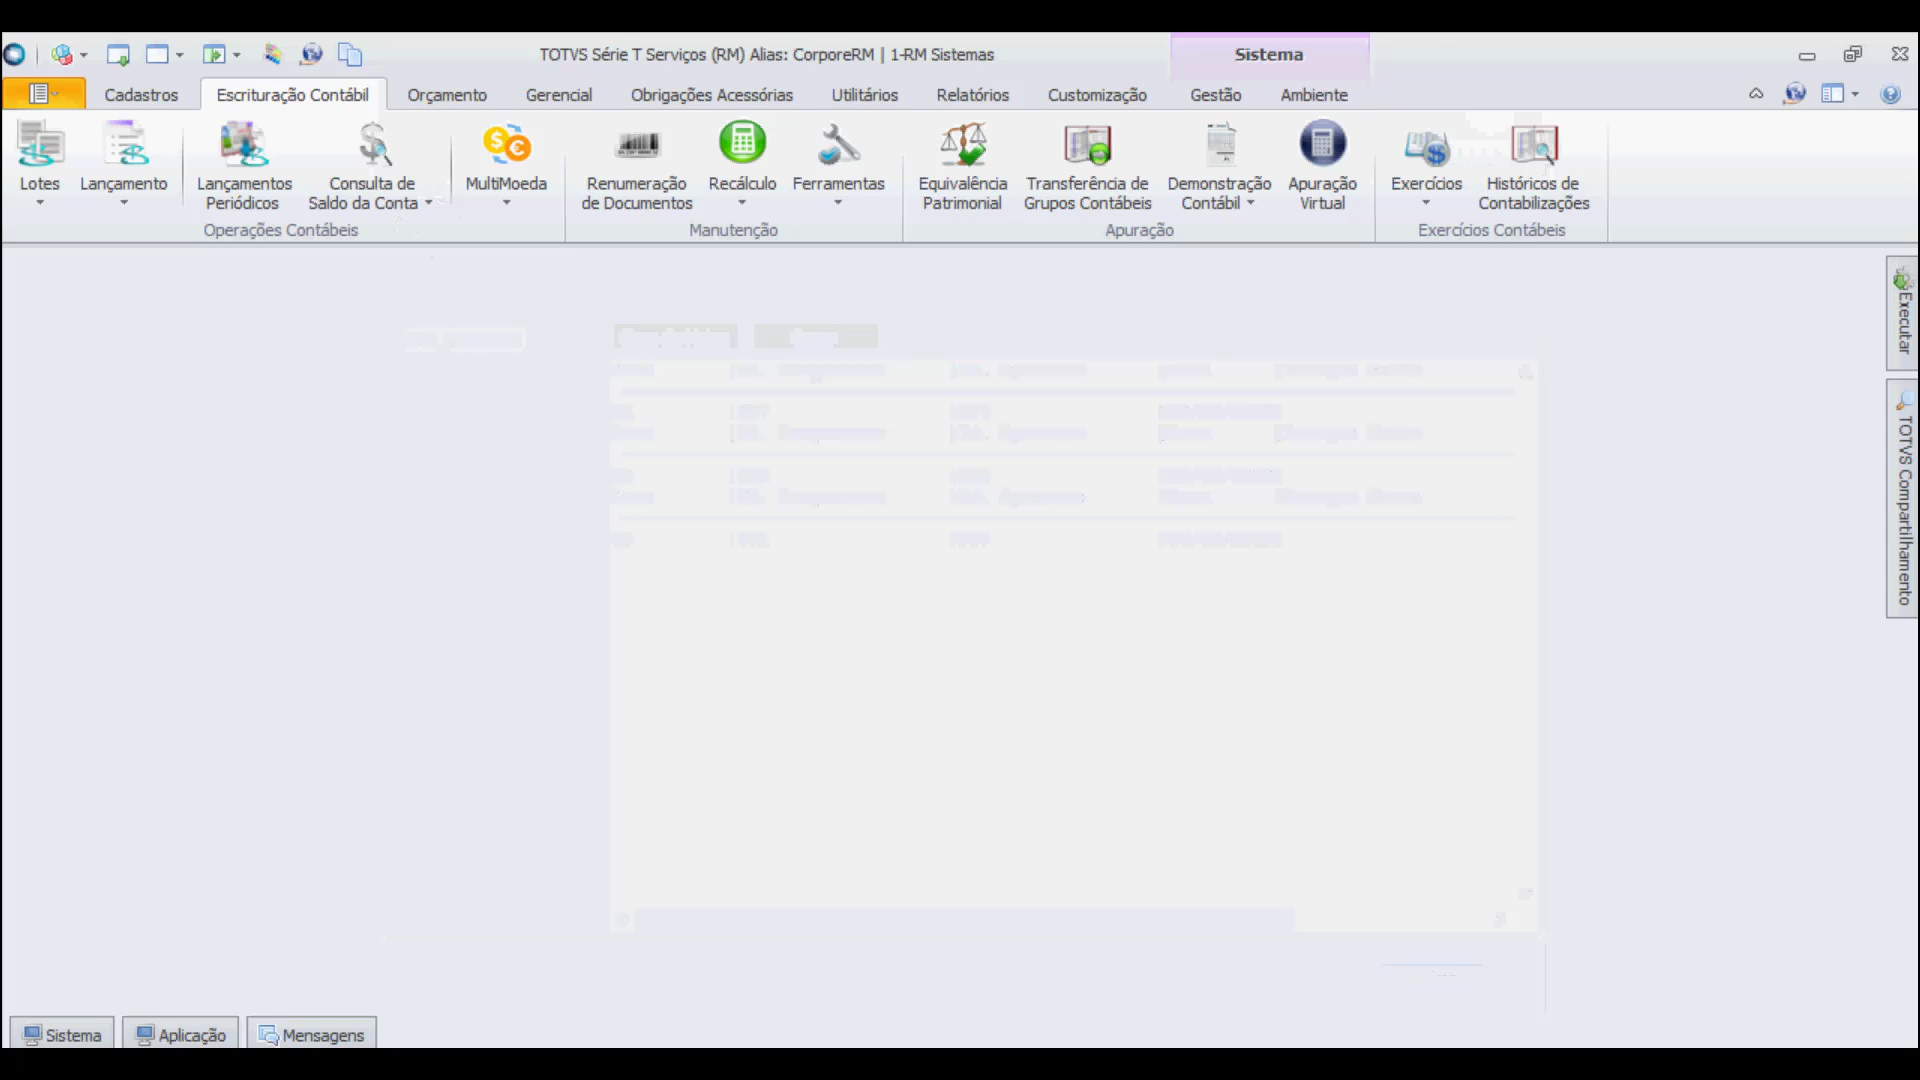 TOTVS Série T Serviços (RM) Alias: CorporeRM | 1-RM Sistemas
Sistema
Cadastros
Escrituração Contábil
Orçamento
Gerencial
Obrigações Acessórias
Utilitários
Relatórios
Customização
Gestão
Ambiente
Lotes
Lançamento
Lançamentos
Periódicos
Consulta de
Saldo da Conta
MultiMoeda
Renumeração
de Documentos
Recálculo
Ferramentas
Equivalência
Patrimonial
Transferência de
Grupos Contábeis
Demonstração
Contábil
Apuração
Virtual
Exercícios
Históricos de
Contabilizações
Operações Contábeis
Manutenção
Apuração
Exercícios Contábeis
Executar
TOTVS Compartilhamento
Sistema
Aplicação
Mensagens